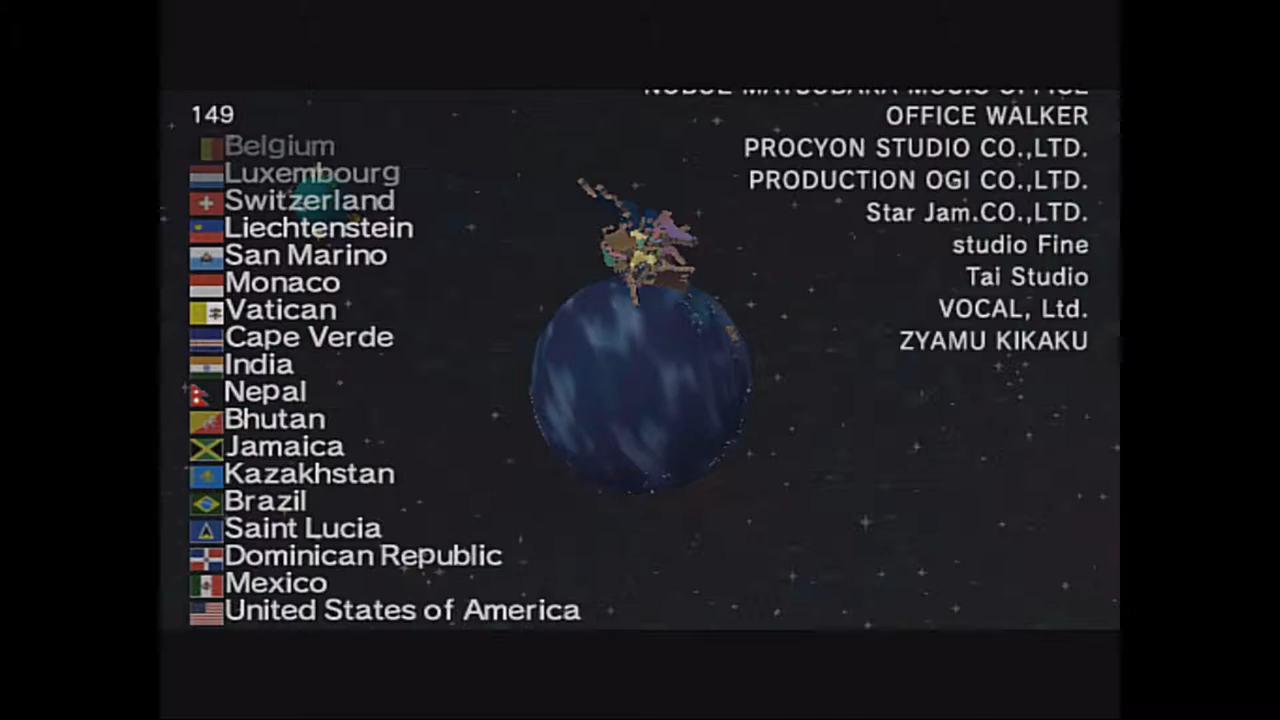 149
Belgium
Luxembourg
Switzerland
Liechtenstein
San Marino
Monaco
Vatican
Cape Verde
India
Nepal
Bhutan
Jamaica
Kazakhstan
Brazil
Saint Lucia
Dominican Republic
Mexico
United States of America
OFFICE WALKER
PROCYON STUDIO CO.,LTD.
PRODUCTION OGI CO.,LTD.
Star Jam.CO.,LTD.
studio Fine
Tai Studio
VOCAL, Ltd.
ZYAMU KIKAKU